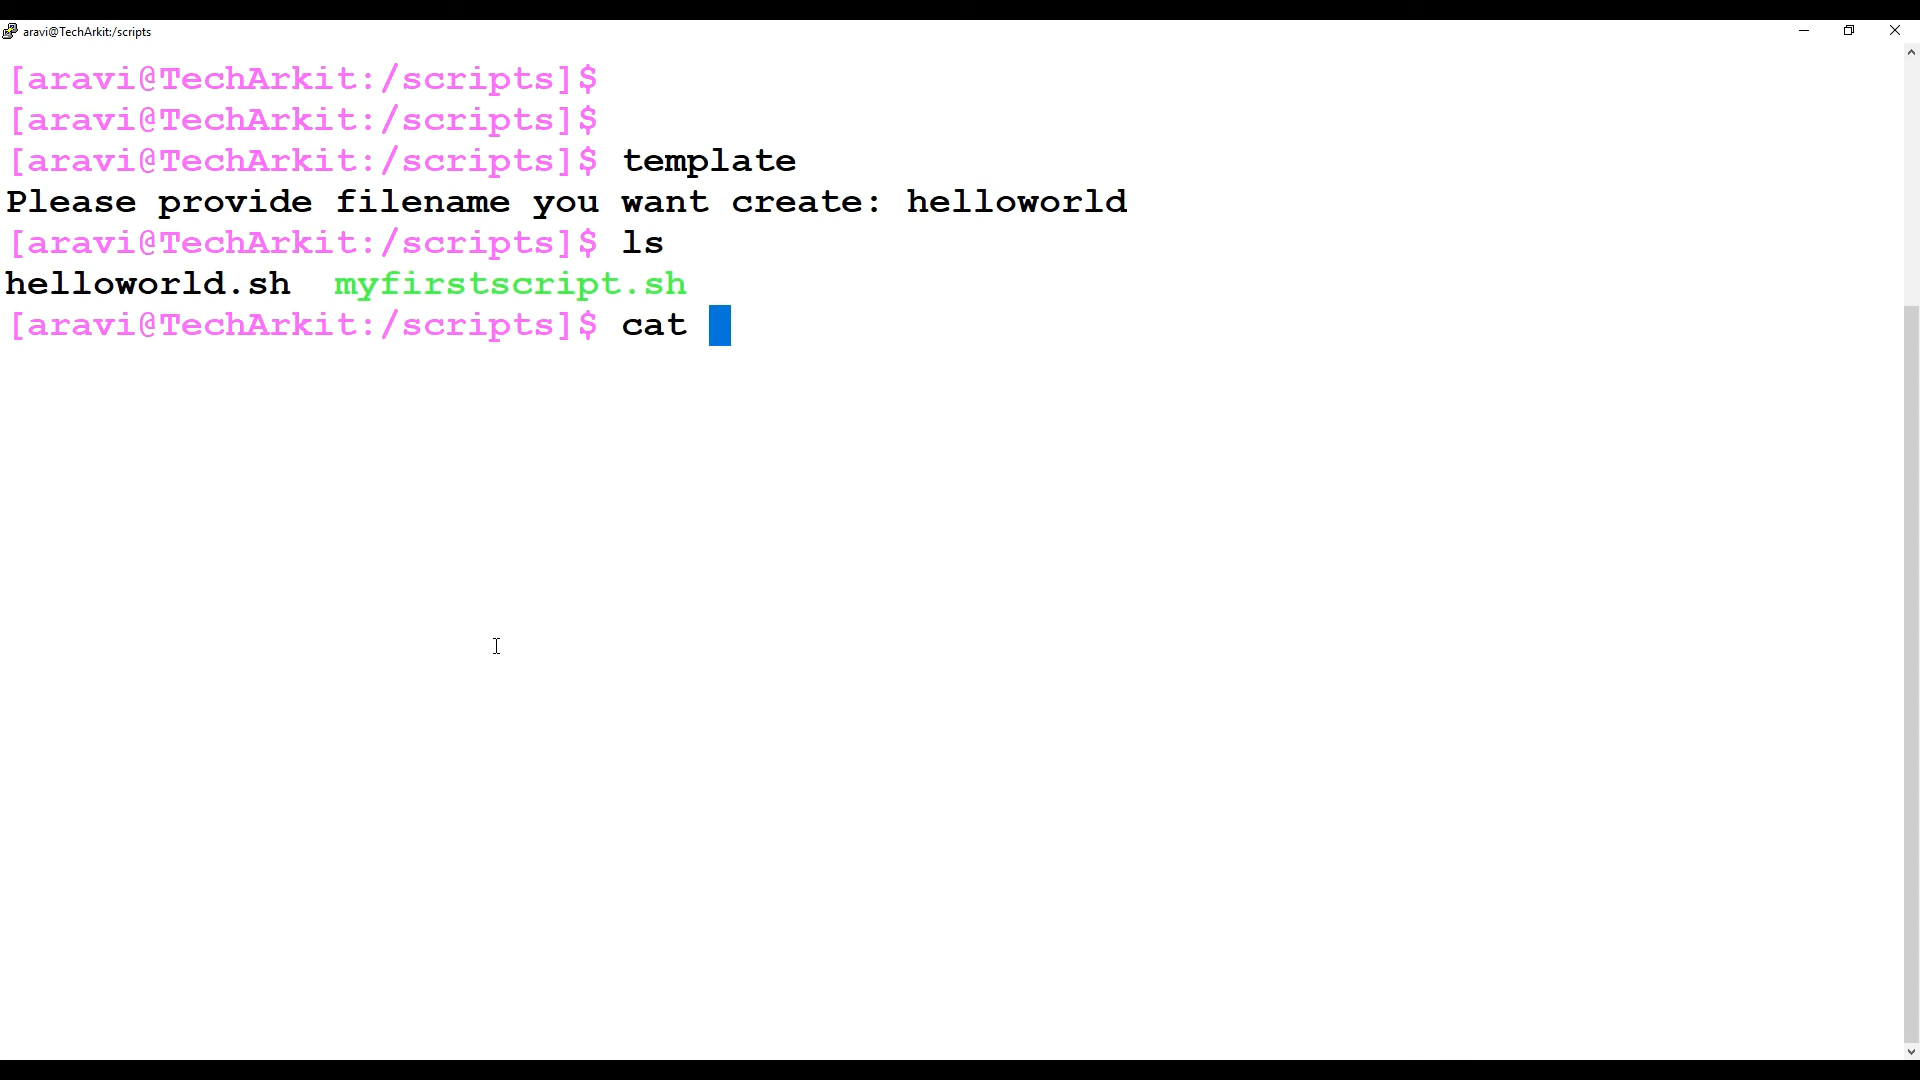 aravi@TechArkit:/scripts
[aravi@TechArkit:/scripts]$
[aravi@TechArkit:/scripts]$
[aravi@TechArkit:/scripts]$ template
Please provide filename you want create: helloworld
[aravi@TechArkit:/scripts]$ ls
helloworld.sh  myfirstscript.sh
[aravi@TechArkit:/scripts]$ cat